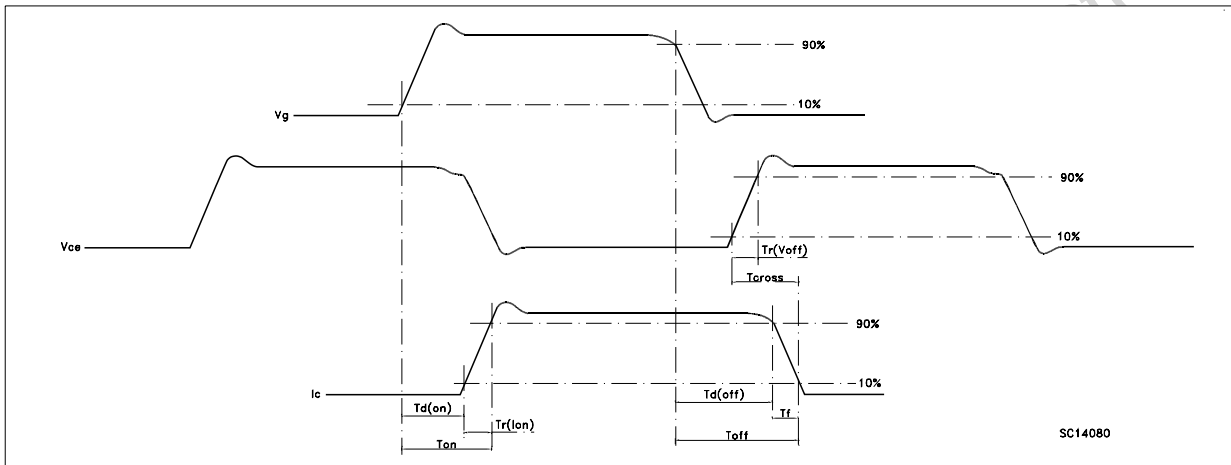 90%
10%
Vg
90%
Vce
10%
Tr(Voff)
Tcross
90%
10%
Ic
Td(on)
Td(off)
Tr(Ion)
Tf
Ton
Toff
SC14080